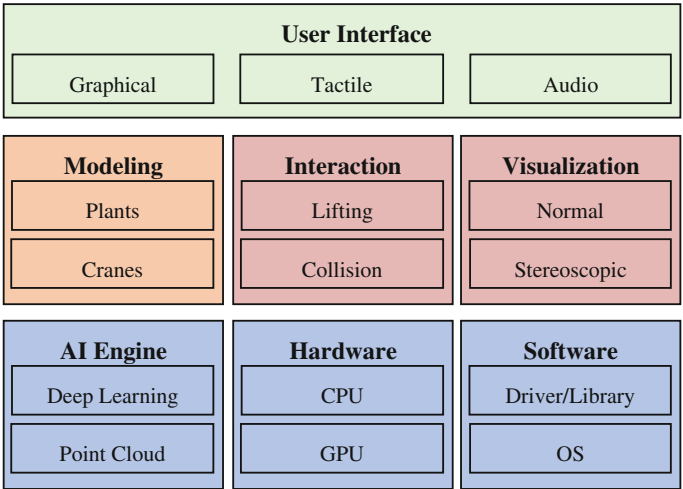 User Interface
Graphical
Tactile
Audio
Modeling
Plants
Cranes
Interaction
Lifting
Collision
Visualization
Normal
Stereoscopic
AI Engine
Deep Learning
Point Cloud
Hardware
CPU
GPU
Software
Driver/Library
OS